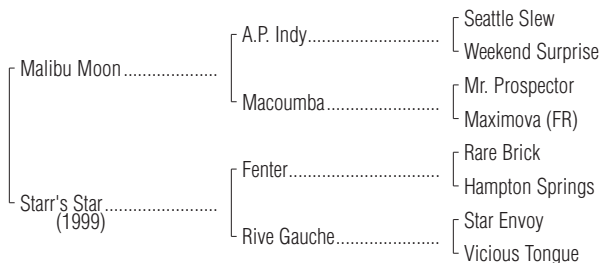 Seattle Slew
A.P. Indy
Weekend Surprise
Malibu Moon
Mr. Prospector
Macoumba
Maximova (FR)
Rare Brick
Fenter
Hampton Springs
Starr's Star
(1999)
Star Envoy
Rive Gauche
Vicious Tongue